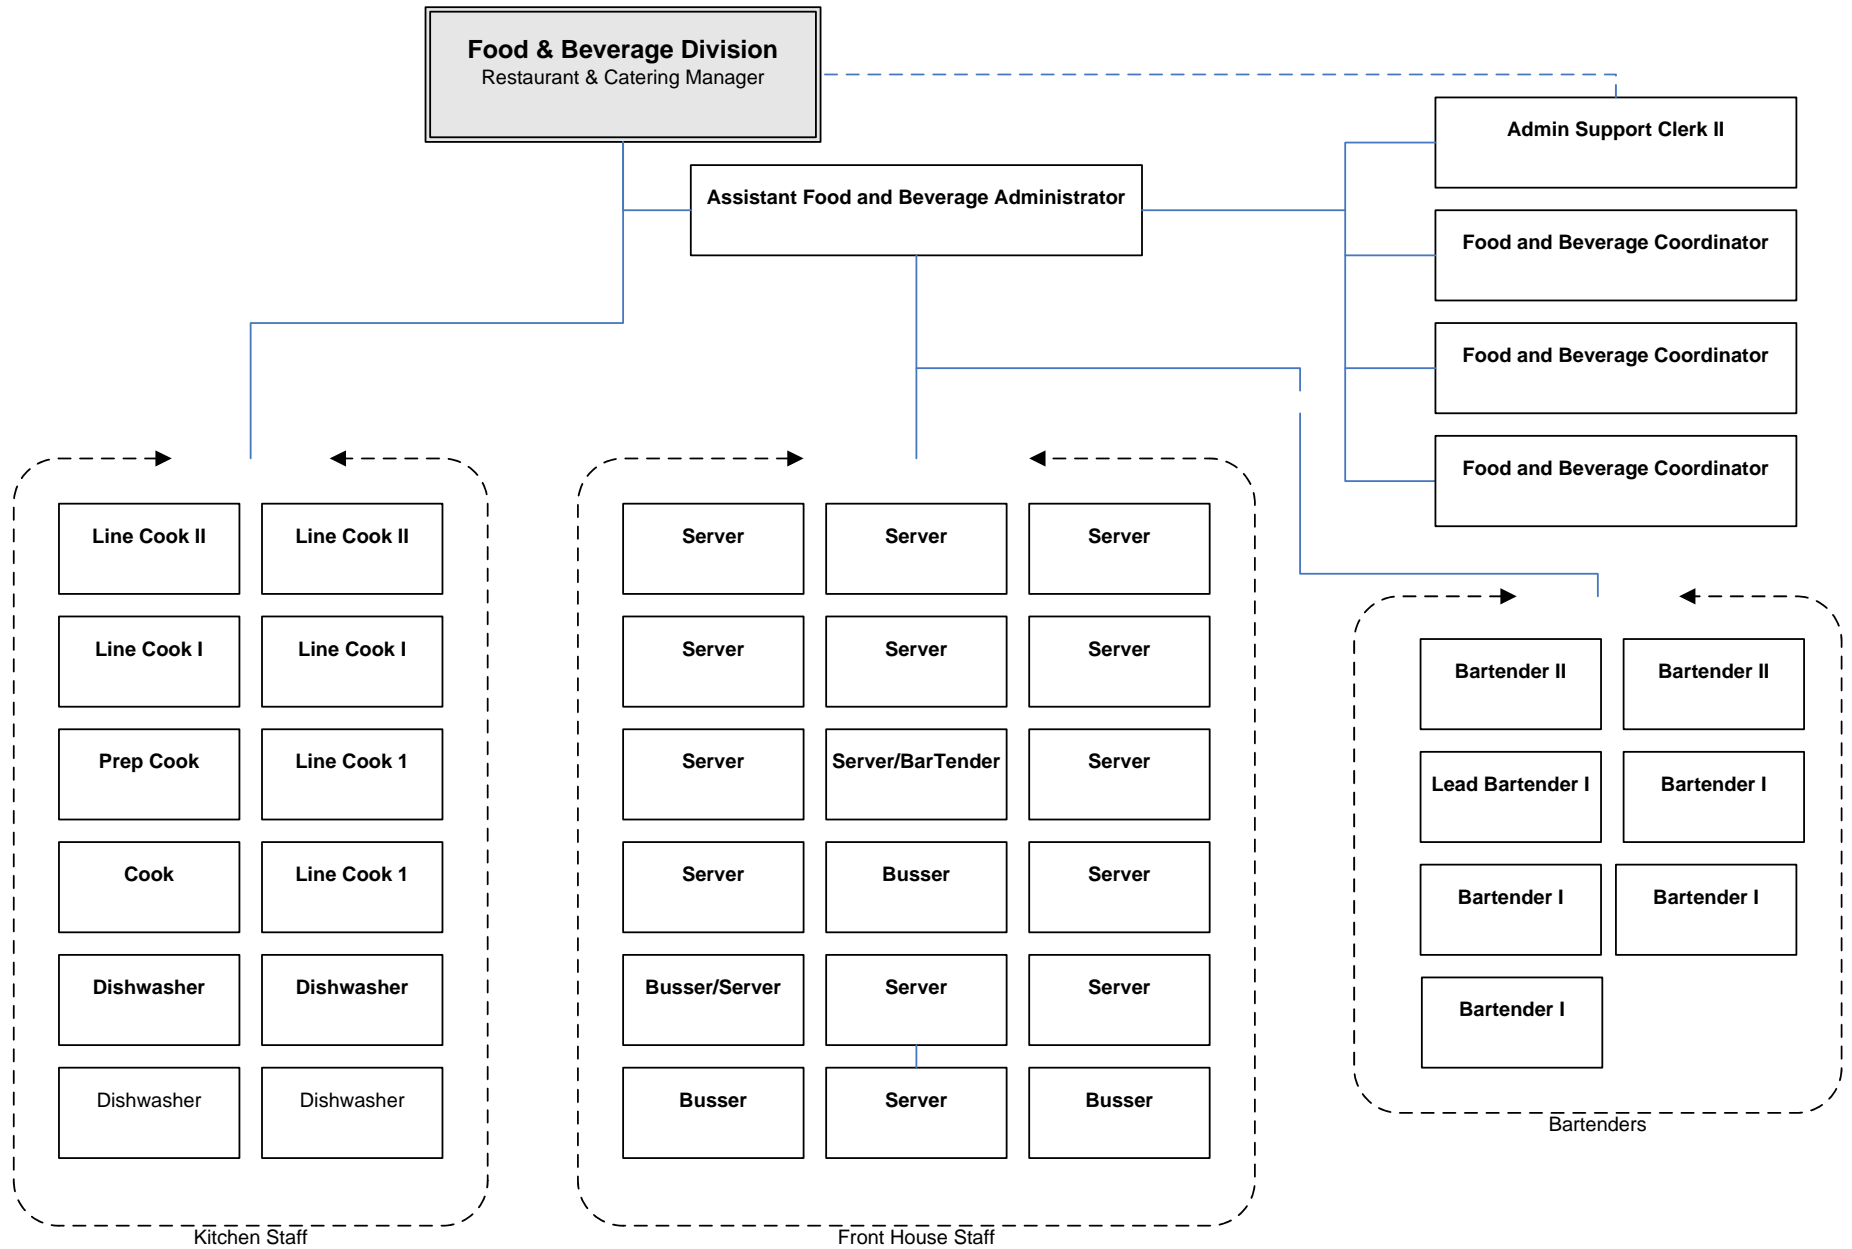 Food & Beverage Division
Restaurant & Catering Manager
Admin Support Clerk II
Assistant Food and Beverage Administrator
Food and Beverage Coordinator
Food and Beverage Coordinator
Food and Beverage Coordinator
Line Cook II
Line Cook II
Line Cook I
Line Cook I
Prep Cook
Line Cook 1
Cook
Line Cook 1
Dishwasher
Dishwasher
Dishwasher
Dishwasher
Kitchen Staff
Server
Server
Server
Server
Server
Server
Server
Server/BarTender
Server
Server
Busser
Server
Busser/Server
Server
Server
Busser
Server
Busser
Front House Staff
Bartender II
Bartender II
Lead Bartender I
Bartender I
Bartender I
Bartender I
Bartender I
Bartenders